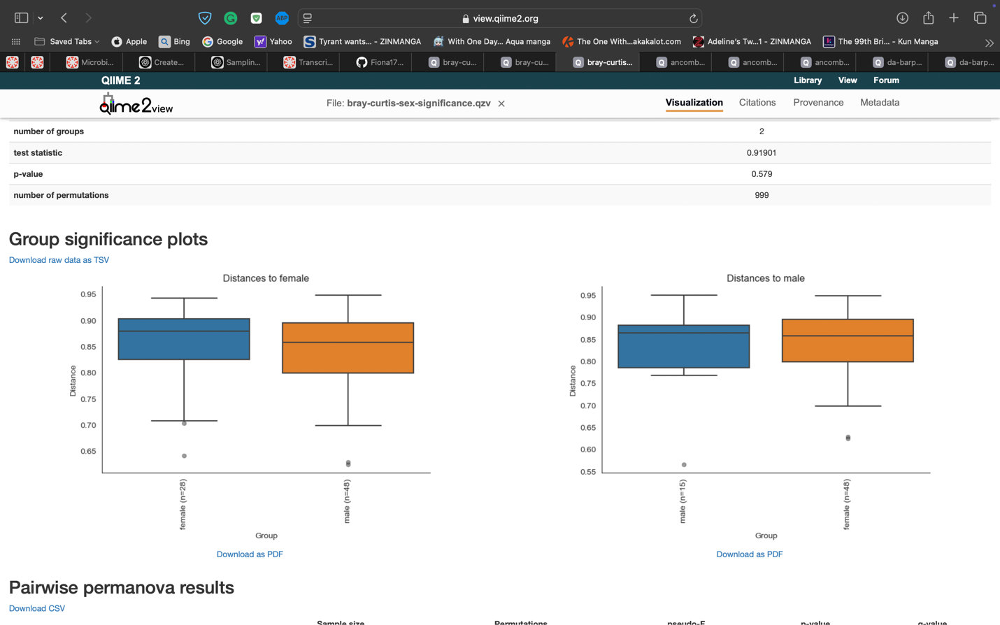 view.qiime2.org
Saved Tabs
Apple
Bing
Google
Yahoo
Tyrant wants... - ZINMANGA
With One Day... Aqua manga
The One With...akakalot.com
Adeline's Tw...1 - ZINMANGA
The 99th Bri... - Kun Manga
Microbi...
Create...
Samplin...
Transcri...
Fiona17...
bray-cu...
bray-cu...
bray-curtis...
ancomb...
ancomb...
ancomb...
da-barp...
da-barp...
QIIME 2
Library
View
Forum
qiime2view
File: bray-curtis-sex-significance.qzv ×
Visualization
Citations
Provenance
Metadata
number of groups 2
test statistic 0.91901
p-value 0.579
number of permutations 999
Group significance plots
Download raw data as TSV
Distances to female
0.95
0.90
0.85
0.80
0.75
0.70
0.65
Distance
female (n=28)
male (n=48)
Group
Download as PDF
Distances to male
0.95
0.90
0.85
0.80
0.75
0.70
0.65
0.60
0.55
Distance
male (n=15)
female (n=48)
Group
Download as PDF
Pairwise permanova results
Download CSV
Sample size Permutations pseudo-F p-value q-value